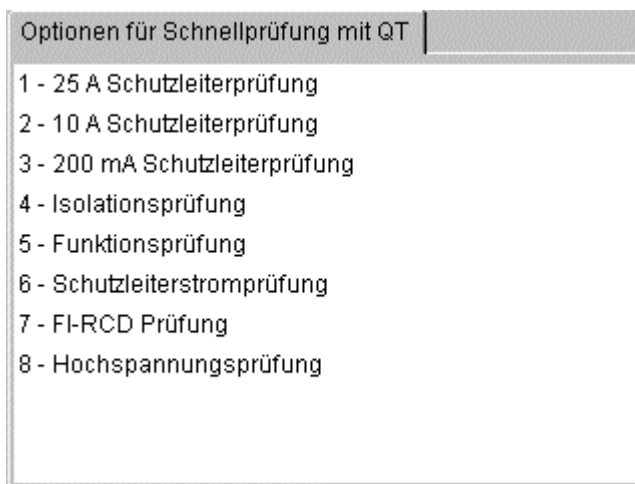 Optionen für Schnellprüfung mit QT
1 - 25 A Schutzleiterprüfung
2 - 10 A Schutzleiterprüfung
3 - 200 mA Schutzleiterprüfung
4 - Isolationsprüfung
5 - Funktionsprüfung
6 - Schutzleiterstromprüfung
7 - FI-RCD Prüfung
8 - Hochspannungsprüfung